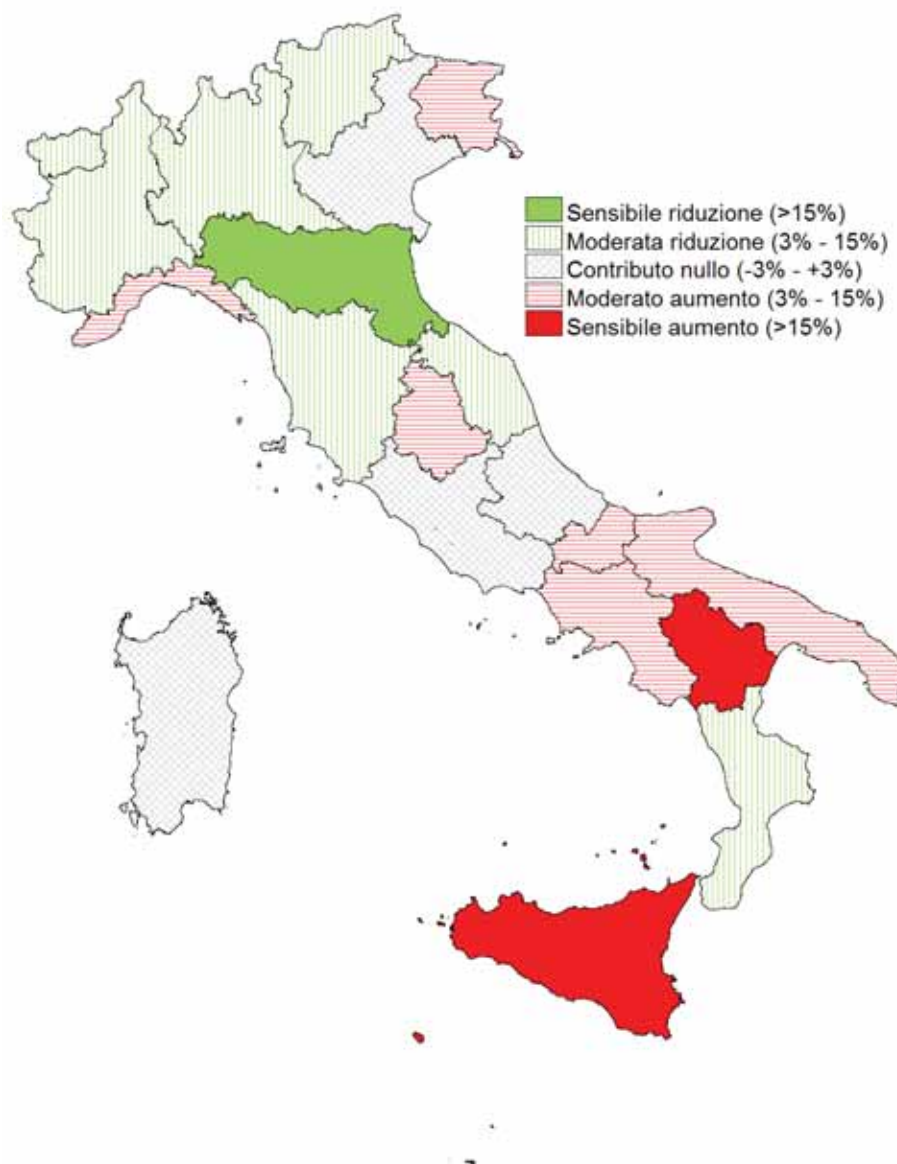 Sensibile riduzione (>15%)
Moderata riduzione (3% - 15%)
Contributo nullo (-3% - +3%)
Moderato aumento (3% - 15%)
Sensibile aumento (>15%)